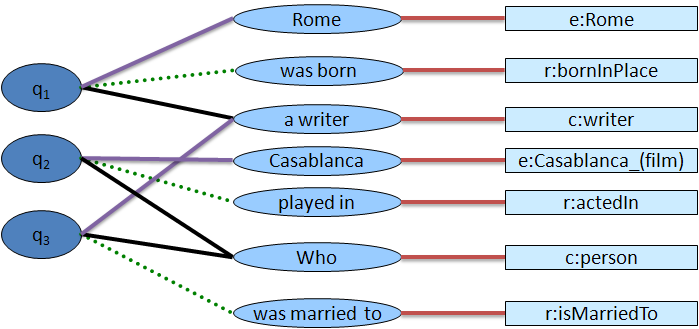 q1
q2
q3
Rome
was born
a writer
Casablanca
played in
Who
was married to
e:Rome
r:bornInPlace
c:writer
e:Casablanca_(film)
r:actedIn
c:person
r:isMarriedTo